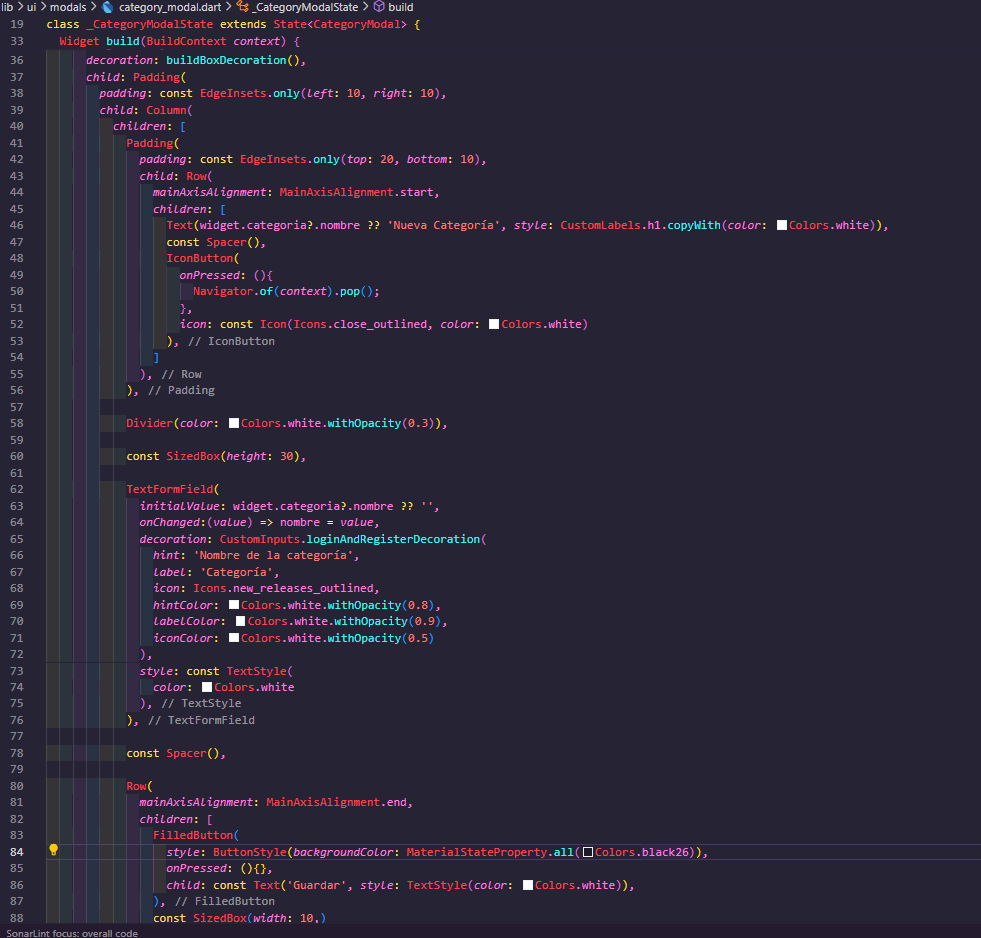 lib > ui > modals > category_modal.dart > _CategoryModalState > build
19 class _CategoryModalState extends State<CategoryModal> {
33   Widget build(BuildContext context) {
36       decoration: buildBoxDecoration(),
37       child: Padding(
38         padding: const EdgeInsets.only(left: 10, right: 10),
39         child: Column(
40           children: [
41             Padding(
42               padding: const EdgeInsets.only(top: 20, bottom: 10),
43               child: Row(
44                 mainAxisAlignment: MainAxisAlignment.start,
45                 children: [
46                   Text(widget.categoria?.nombre ?? 'Nueva Categoría', style: CustomLabels.h1.copyWith(color: Colors.white)),
47                   const Spacer(),
48                   IconButton(
49                     onPressed: (){
50                       Navigator.of(context).pop();
51                     },
52                     icon: const Icon(Icons.close_outlined, color: Colors.white)
53                   ), // IconButton
54                 ]
55               ), // Row
56             ), // Padding
57
58             Divider(color: Colors.white.withOpacity(0.3)),
59
60             const SizedBox(height: 30),
61
62             TextFormField(
63               initialValue: widget.categoria?.nombre ?? '',
64               onChanged:(value) => nombre = value,
65               decoration: CustomInputs.loginAndRegisterDecoration(
66                 hint: 'Nombre de la categoría',
67                 label: 'Categoría',
68                 icon: Icons.new_releases_outlined,
69                 hintColor: Colors.white.withOpacity(0.8),
70                 labelColor: Colors.white.withOpacity(0.9),
71                 iconColor: Colors.white.withOpacity(0.5)
72               ),
73               style: const TextStyle(
74                 color: Colors.white
75               ), // TextStyle
76             ), // TextFormField
77
78             const Spacer(),
79
80             Row(
81               mainAxisAlignment: MainAxisAlignment.end,
82               children: [
83                 FilledButton(
84                   style: ButtonStyle(backgroundColor: MaterialStateProperty.all(Colors.black26)),
85                   onPressed: (){},
86                   child: const Text('Guardar', style: TextStyle(color: Colors.white)),
87                 ), // FilledButton
88                 const SizedBox(width: 10,)
SonarLint focus: overall code